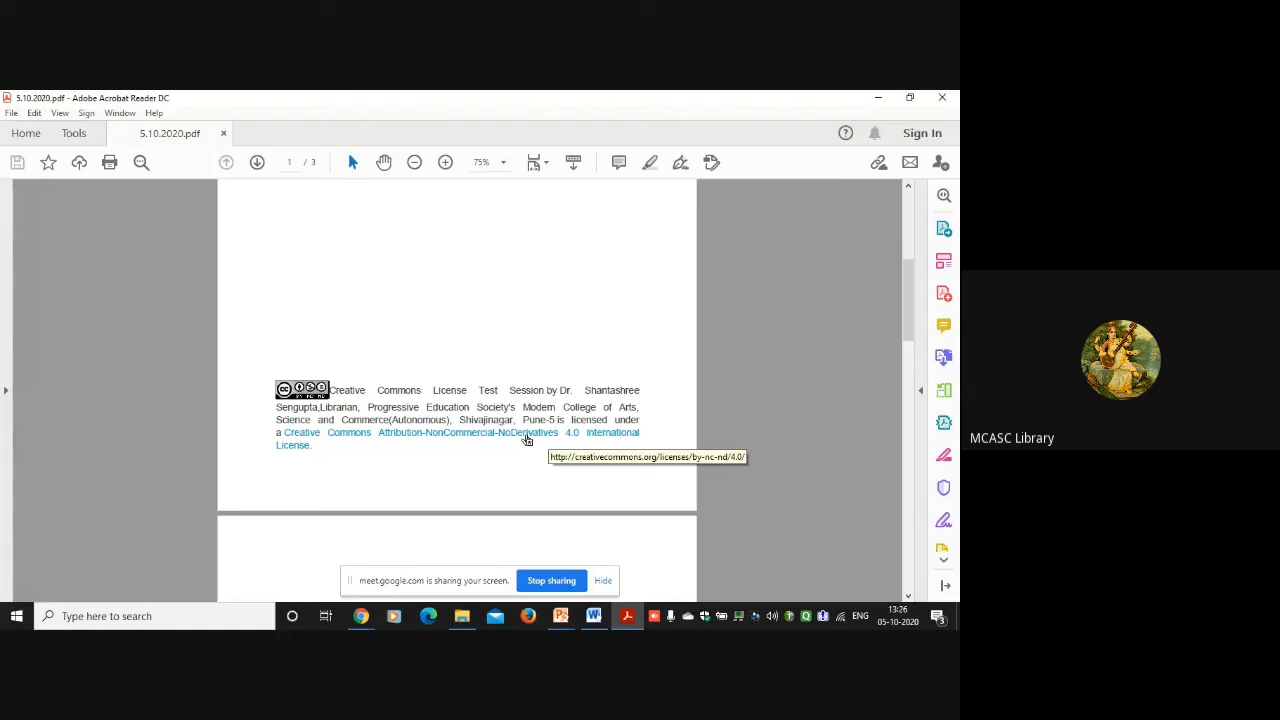 5.10.2020.pdf - Adobe Acrobat Reader DC
File Edit View Sign Window Help
Home Tools 5.10.2020.pdf × Sign In
1 / 3 75%
Creative Commons License Test Session by Dr. Shantashree
Sengupta,Librarian, Progressive Education Society's Modern College of Arts,
Science and Commerce(Autonomous), Shivajinagar, Pune-5 is licensed under
a Creative Commons Attribution-NonCommercial-NoDerivatives 4.0 International
License.
http://creativecommons.org/licenses/by-nc-nd/4.0/
MCASC Library
meet.google.com is sharing your screen. Stop sharing Hide
Type here to search
ENG
13:26
05-10-2020
3